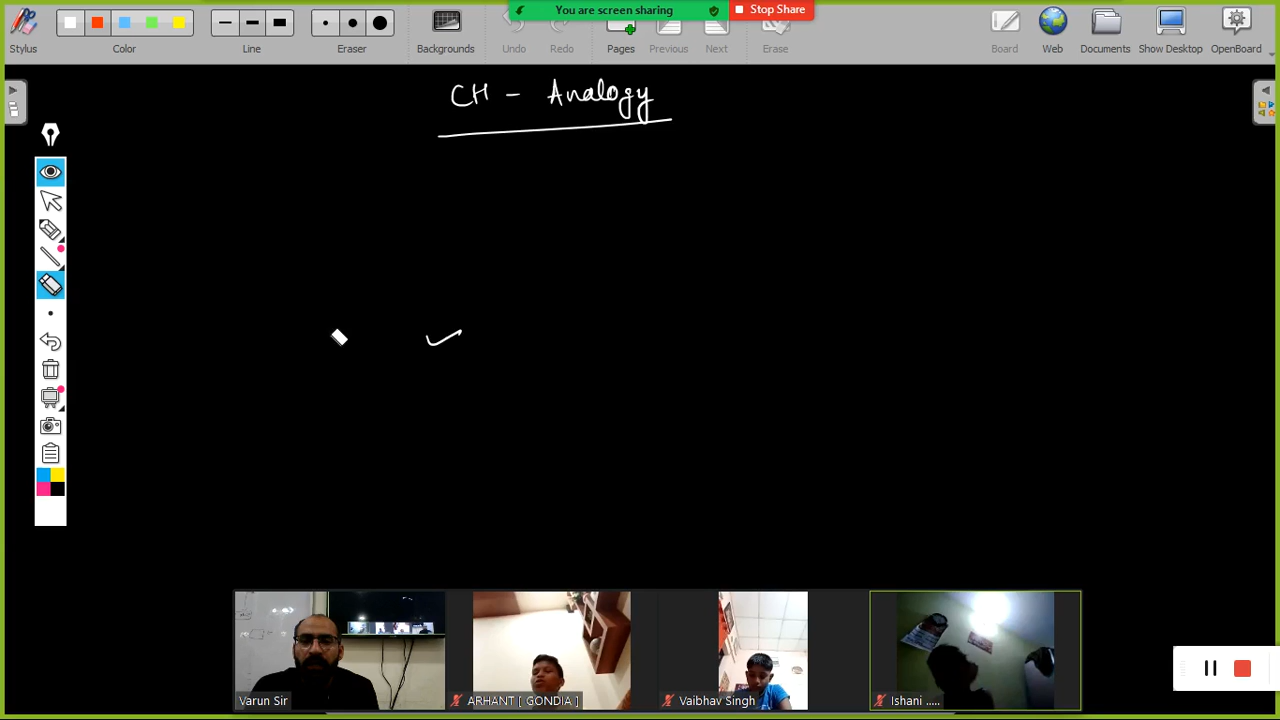 You are screen sharing Stop Share
Stylus Color Line Eraser Backgrounds Undo Redo Pages Previous Next Erase Board Web Documents Show Desktop OpenBoard
CH - Analogy
Varun Sir
ARHANT [ GONDIA ]
Vaibhav Singh
Ishani .....